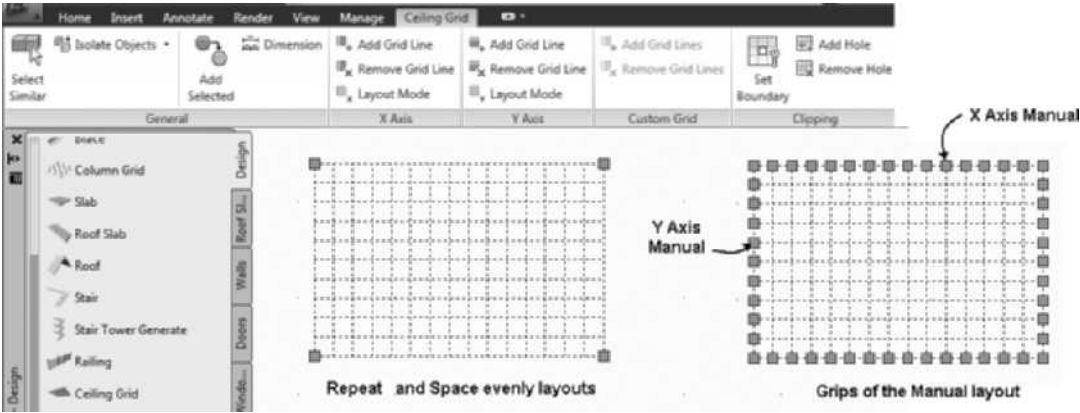 Home Insert Annotate Render View Manage Ceiling Grid
Isolate Objects
Select Similar
Add Selected
Dimension
General
Add Grid Line
Remove Grid Line
Layout Mode
X Axis
Add Grid Line
Remove Grid Line
Layout Mode
Y Axis
Add Grid Lines
Remove Grid Lines
Custom Grid
Set Boundary
Add Hole
Remove Hole
Clipping
Column Grid
Slab
Roof Slab
Roof
Stair
Stair Tower Generate
Railing
Ceiling Grid
Design
Roof Sl...
Walls
Doors
Windo...
Design
X Axis Manual
Y Axis
Manual
Repeat and Space evenly layouts
Grips of the Manual layout